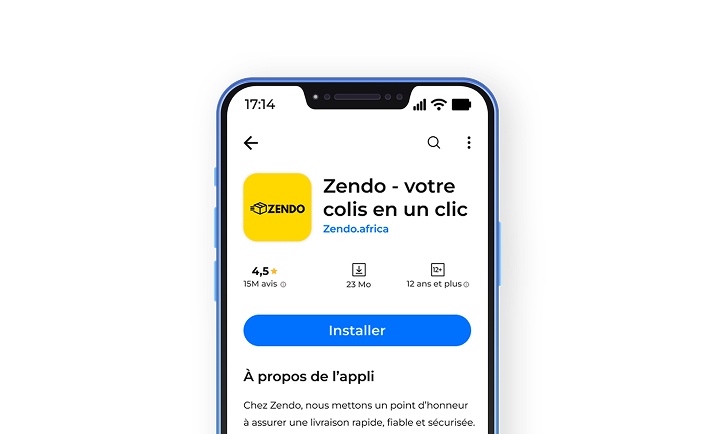 17:14
ZENDO
Zendo - votre
colis en un clic
Zendo.africa
4,5
12+
15M avis
23 Mo
12 ans et plus
Installer
À propos de l’appli
Chez Zendo, nous mettons un point d’honneur
à assurer une livraison rapide, fiable et sécurisée.